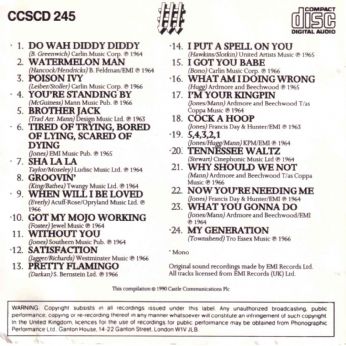 CCSCD 245
COMPACT
disc
DIGITAL AUDIO
· 1. DO WAH DIDDY DIDDY
(B. Greenwich) Carlin Music Corp. ℗ 1964
2. WATERMELON MAN
(Hancock/Hendricks) B. Feldman/EMI ℗ 1964
3. POISON IVY
(Leiber/Stoller) Carlin Music Corp. ℗ 1966
· 4. YOU'RE STANDING BY
(McGuiness) Mann Music Pub. ℗ 1966
5. BROTHER JACK
(Trad Arr. Mann) Design Music Ltd. ℗ 1963
· 6. TIRED OF TRYING, BORED
OF LYING, SCARED OF
DYING
(Jones) EMI Music Pub. ℗ 1965
· 7. SHA LA LA
(Taylor/Moseley) Ludisc Music Ltd. ℗ 1964
· 8. GROOVIN'
(King/Bathea) Twangy Music Ltd. ℗ 1964
· 9. WHEN WILL I BE LOVED
(Everly) Acuff-Rose/Opryland Music Ltd. ℗
1966
· 10. GOT MY MOJO WORKING
(Foster) Jewel Music ℗ 1964
11. WITHOUT YOU
(Jones) Southern Music Pub. ℗ 1964
· 12. SATISFACTION
(Jagger/Richards) Westminster Music ℗ 1966
· 13. PRETTY FLAMINGO
(Darkan) S. Bernstein Ltd. ℗ 1966
· 14. I PUT A SPELL ON YOU
(Hawkins/Slotkin) United Artists Music ℗ 1965
· 15. I GOT YOU BABE
(Bono) Carlin Music Corp. ℗ 1966
· 16. WHAT AM I DOING WRONG
(Hugg) Ardmore and Beechwood ℗ 1965
· 17. I'M YOUR KINGPIN
(Jones/Mann) Ardmore and Beechwood T/as
Coppa Music ℗ 1964
18. COCK A HOOP
(Jones) Francis Day & Hunter/EMI ℗ 1963
· 19. 5,4,3,2,1
(Jones/Hugg/Mann) KPM/EMI ℗ 1964
· 20. TENNESSEE WALTZ
(Stewart) Cinephonic Music Ltd ℗ 1964
21. WHY SHOULD WE NOT
(Mann) Ardmore and Beechwood T/as Coppa
Music ℗ 1963
22. NOW YOU'RE NEEDING ME
(Jones) Francis Day & Hunter/EMI ℗ 1963
23. WHAT YOU GONNA DO
(Jones/Mann) Ardmore and Beechwood/EMI
℗ 1964
· 24. MY GENERATION
(Townshend) Tro Essex Music ℗ 1966
· Mono
Original sound recordings made by EMI Records Ltd.
All tracks licensed from EMI Records (UK) Ltd.
This compilation ℗ 1990 Castle Communications Plc.
WARNING. Copyright subsists in all recordings issued under this label. Any unauthorized broadcasting, public
performance, copying or re-recording thereof in any manner whatsoever will constitute an infringement of such copyright.
In the United Kingdom, licences for the use of recordings for public performance may be obtained from Phonographic
Performance Ltd. Ganton House, 14-22 Ganton Street, London W1V 1LB.